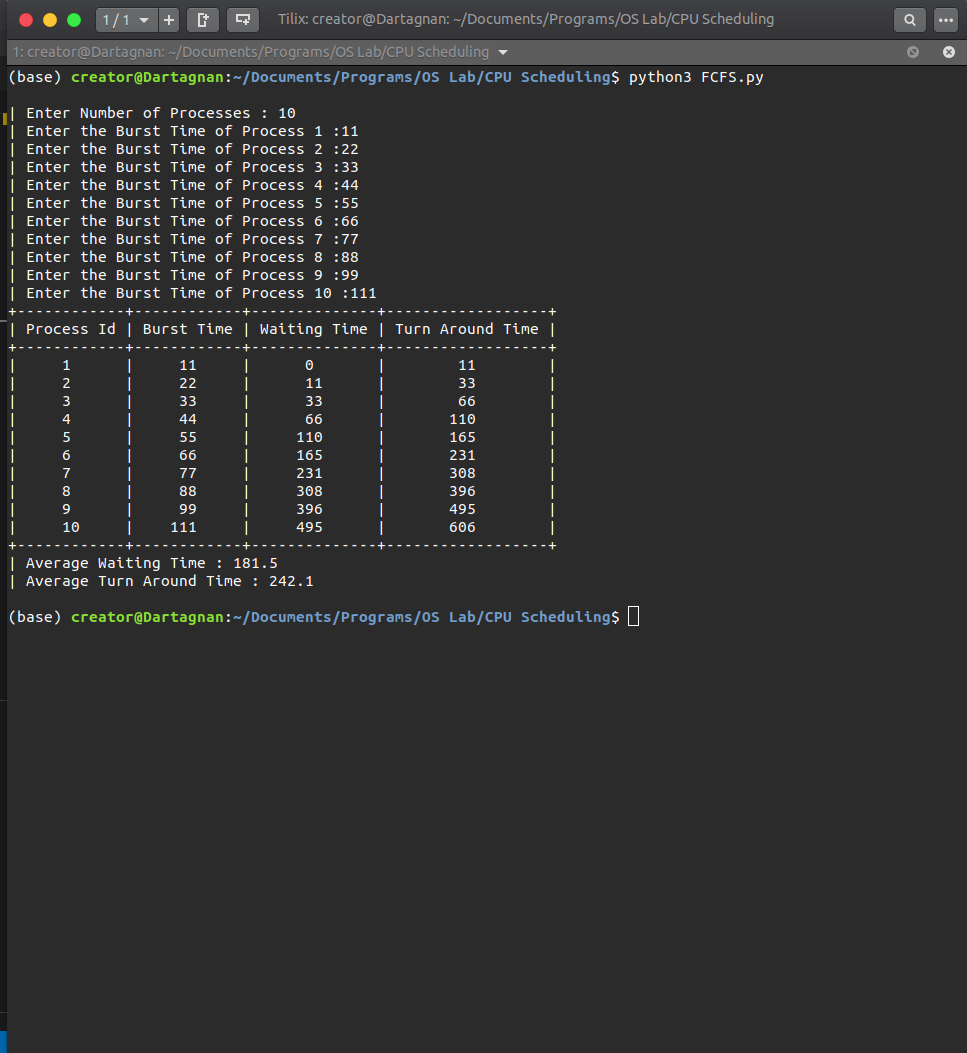 1 / 1
Tilix: creator@Dartagnan: ~/Documents/Programs/OS Lab/CPU Scheduling
1: creator@Dartagnan: ~/Documents/Programs/OS Lab/CPU Scheduling
(base) creator@Dartagnan:~/Documents/Programs/OS Lab/CPU Scheduling$ python3 FCFS.py
| Enter Number of Processes : 10
| Enter the Burst Time of Process 1 :11
| Enter the Burst Time of Process 2 :22
| Enter the Burst Time of Process 3 :33
| Enter the Burst Time of Process 4 :44
| Enter the Burst Time of Process 5 :55
| Enter the Burst Time of Process 6 :66
| Enter the Burst Time of Process 7 :77
| Enter the Burst Time of Process 8 :88
| Enter the Burst Time of Process 9 :99
| Enter the Burst Time of Process 10 :111
+------------+------------+--------------+------------------+
| Process Id | Burst Time | Waiting Time | Turn Around Time |
+------------+------------+--------------+------------------+
|     1      |     11     |      0       |        11        |
|     2      |     22     |      11      |        33        |
|     3      |     33     |      33      |        66        |
|     4      |     44     |      66      |       110        |
|     5      |     55     |     110      |       165        |
|     6      |     66     |     165      |       231        |
|     7      |     77     |     231      |       308        |
|     8      |     88     |     308      |       396        |
|     9      |     99     |     396      |       495        |
|     10     |    111     |     495      |       606        |
+------------+------------+--------------+------------------+
| Average Waiting Time : 181.5
| Average Turn Around Time : 242.1
(base) creator@Dartagnan:~/Documents/Programs/OS Lab/CPU Scheduling$